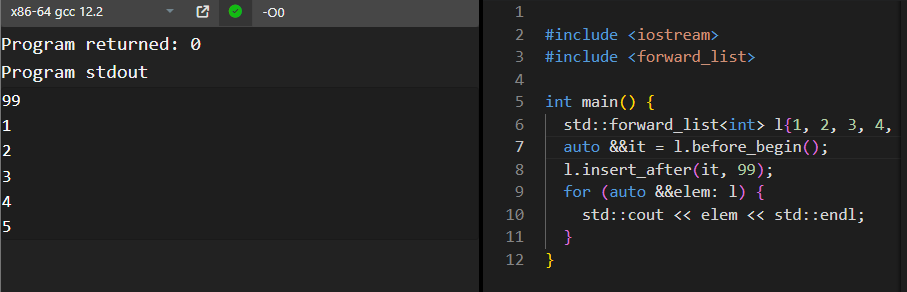 x86-64 gcc 12.2 -O0
Program returned: 0
Program stdout
99
1
2
3
4
5
1
2 #include <iostream>
3 #include <forward_list>
4
5 int main() {
6 std::forward_list<int> l{1, 2, 3, 4,
7 auto &&it = l.before_begin();
8 l.insert_after(it, 99);
9 for (auto &&elem: l) {
10 std::cout << elem << std::endl;
11 }
12 }